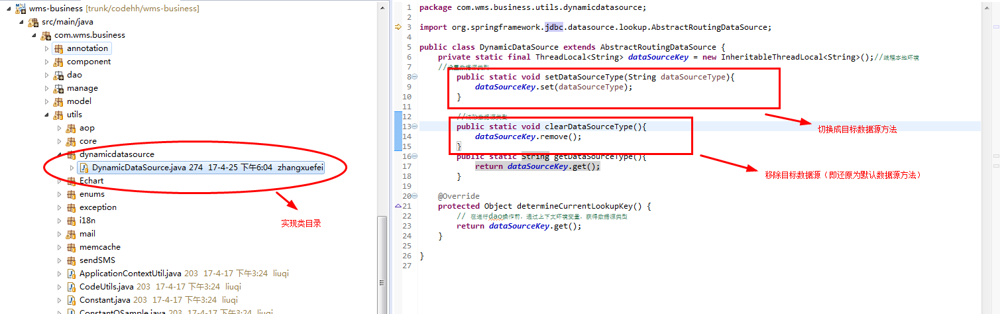 wms-business [trunk/codehh/wms-business]
src/main/java
com.wms.business
annotation
component
dao
manage
model
utils
aop
core
dynamicdatasource
DynamicDataSource.java 274 17-4-25 下午6:04 zhangxuefei
Echart
enums
exception
i18n
mail
memcache
sendSMS
ApplicationContextUtil.java 203 17-4-17 下午3:24 liuqi
CodeUtils.java 203 17-4-17 下午3:24 liuqi
Constant.java 203 17-4-17 下午3:24 liuqi
ConstantQSample.java 203 17-4-17 下午3:24 liuqi
实现类目录
1 package com.wms.business.utils.dynamicdatasource;
2
3 import org.springframework.jdbc.datasource.lookup.AbstractRoutingDataSource;
4
5 public class DynamicDataSource extends AbstractRoutingDataSource {
6 private static final ThreadLocal<String> dataSourceKey = new InheritableThreadLocal<String>();//线程本地环境
7 //设置数据源类型
8 public static void setDataSourceType(String dataSourceType){
9 dataSourceKey.set(dataSourceType);
10 }
11
12 //清除数据源类型
13 public static void clearDataSourceType(){
14 dataSourceKey.remove();
15 }
16 public static String getDataSourceType(){
17 return dataSourceKey.get();
18 }
19
20 @Override
21 protected Object determineCurrentLookupKey() {
22 // 在进行dao操作前，通过上下文环境变量，获得数据源类型
23 return dataSourceKey.get();
24 }
25
26 }
27
切换成目标数据源方法
移除目标数据源（即还原为默认数据源方法）